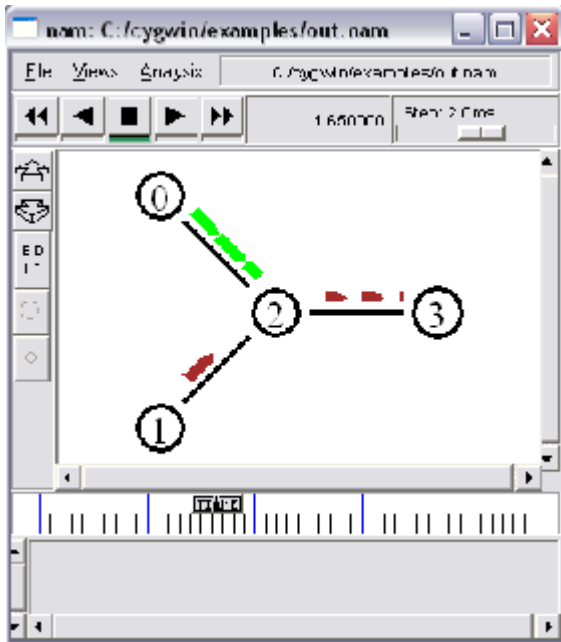 nam: C:/cygwin/examples/out.nam
File Views Analysis
C:/cygwin/examples/out.nam
1.650000
Step: 2.0ms
0
2
3
1
TIME